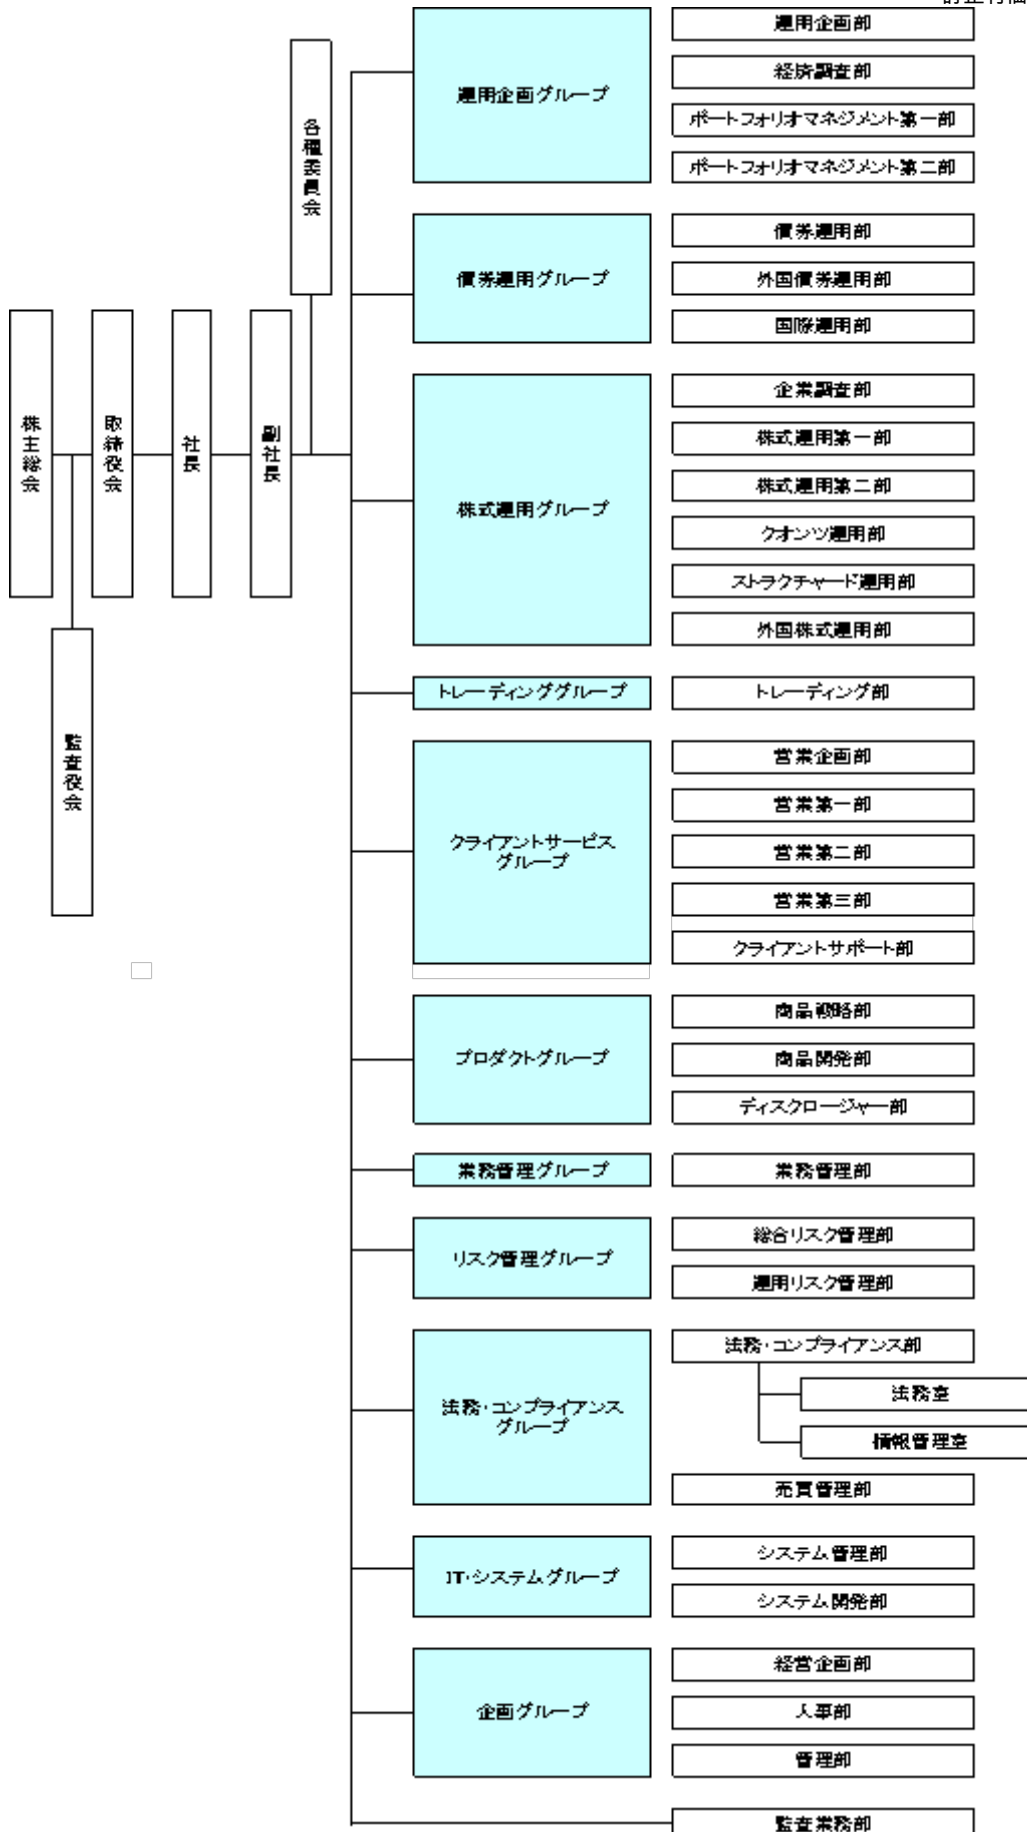 株主総会
監査役会
取締役会
社長
副社長
各種委員会
運用企画グループ
運用企画部
経済調査部
ポートフォリオマネジメント第一部
ポートフォリオマネジメント第二部
債券運用グループ
債券運用部
外国債券運用部
国際運用部
株式運用グループ
企業調査部
株式運用第一部
株式運用第二部
クオンツ運用部
ストラクチャード運用部
外国株式運用部
トレーディンググループ
トレーディング部
クライアントサービス
グループ
営業企画部
営業第一部
営業第二部
営業第三部
クライアントサポート部
プロダクトグループ
商品戦略部
商品開発部
ディスクロージャー部
業務管理グループ
業務管理部
リスク管理グループ
総合リスク管理部
運用リスク管理部
法務・コンプライアンス
グループ
法務・コンプライアンス部
法務室
情報管理室
売買管理部
IT・システムグループ
システム管理部
システム開発部
企画グループ
経営企画部
人事部
管理部
監査業務部